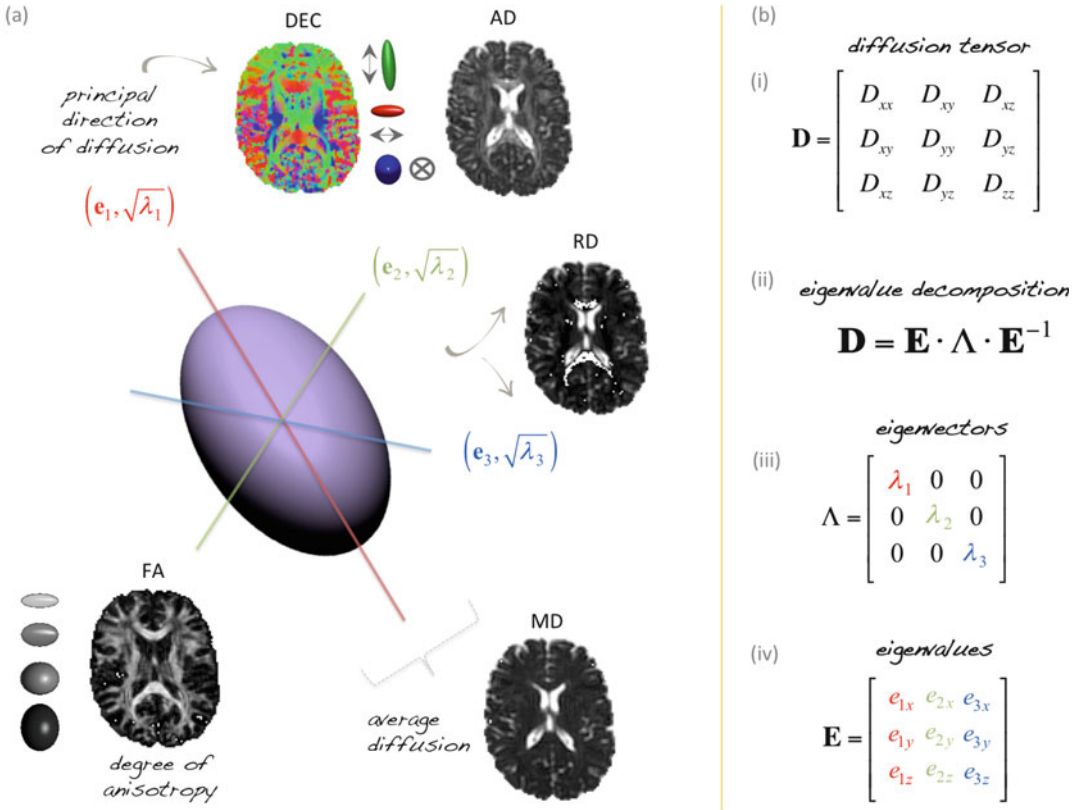 (a)
DEC
AD
principal
direction
of diffusion
(e₁, √λ₁)
(e₂, √λ₂)
RD
(e₃, √λ₃)
FA
degree of
anisotropy
MD
average
diffusion
(b)
diffusion tensor
(i)
D = [ Dxx Dxy Dxz
Dxy Dyy Dyz
Dxz Dyz Dzz ]
(ii)
eigenvalue decomposition
D = E · Λ · E⁻¹
eigenvectors
(iii)
Λ = [ λ₁ 0 0
0 λ₂ 0
0 0 λ₃ ]
(iv)
eigenvalues
E = [ e1x e2x e3x
e1y e2y e3y
e1z e2z e3z ]